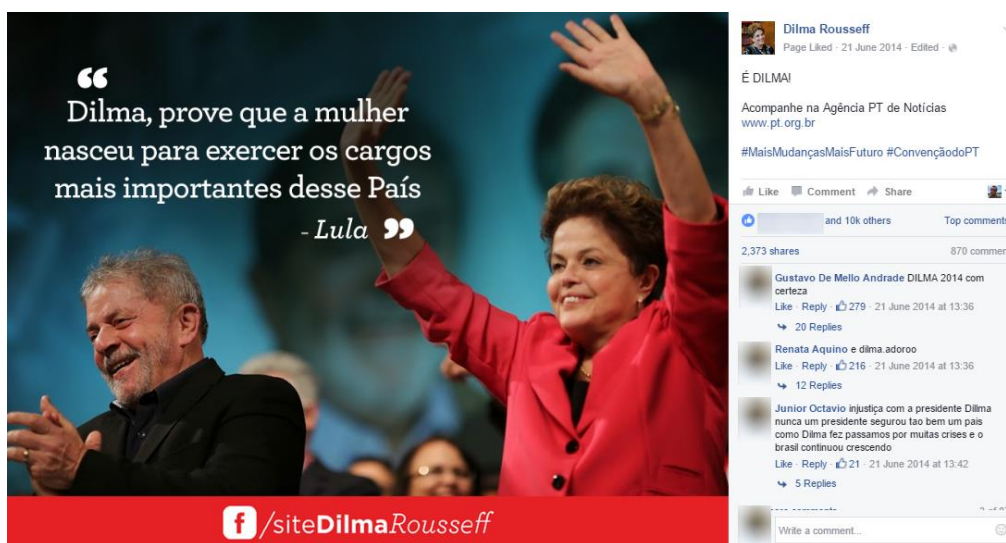 “
Dilma, prove que a mulher
nasceu para exercer os cargos
mais importantes desse País
- Lula ”
f /siteDilmaRousseff
Dilma Rousseff
Page Liked · 21 June 2014 · Edited ·
É DILMA!
Acompanhe na Agência PT de Notícias
www.pt.org.br
#MaisMudançasMaisFuturo #ConvençãodoPT
Like Comment Share
and 10k others Top comments
2,373 shares 870 commen
Gustavo De Mello Andrade DILMA 2014 com
certeza
Like · Reply · 279 · 21 June 2014 at 13:36
20 Replies
Renata Aquino e dilma.adoroo
Like · Reply · 216 · 21 June 2014 at 13:36
12 Replies
Junior Octavio injustiça com a presidente Dillma
nunca um presidente segurou tao bem um pais
como Dilma fez passamos por muitas crises e o
brasil continuou crescendo
Like · Reply · 21 · 21 June 2014 at 13:42
5 Replies
Write a comment...